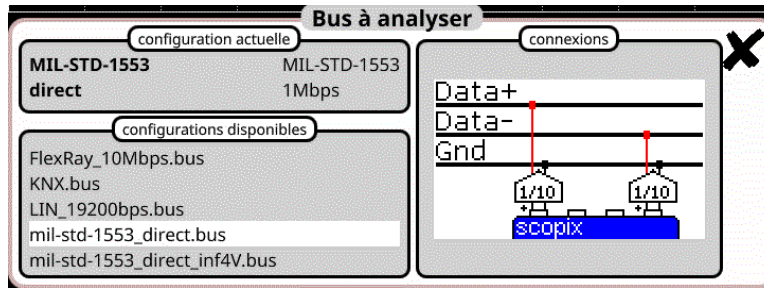 Bus à analyser
configuration actuelle
MIL-STD-1553 MIL-STD-1553
direct 1Mbps
configurations disponibles
FlexRay_10Mbps.bus
KNX.bus
LIN_19200bps.bus
mil-std-1553_direct.bus
mil-std-1553_direct_inf4V.bus
connexions
Data+
Data-
Gnd
1/10 1/10
scopix